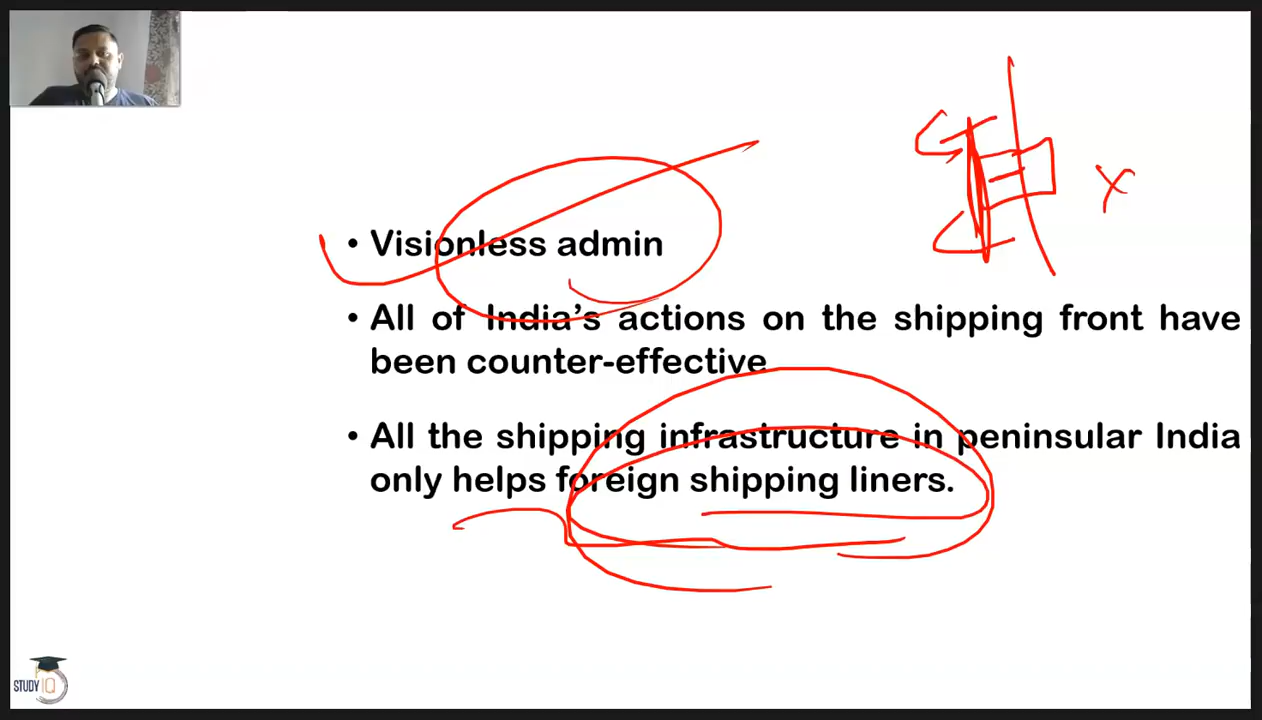 • Visionless admin
• All of India's actions on the shipping front have
been counter-effective
• All the shipping infrastructure in peninsular India
only helps foreign shipping liners.
X
STUDY IQ